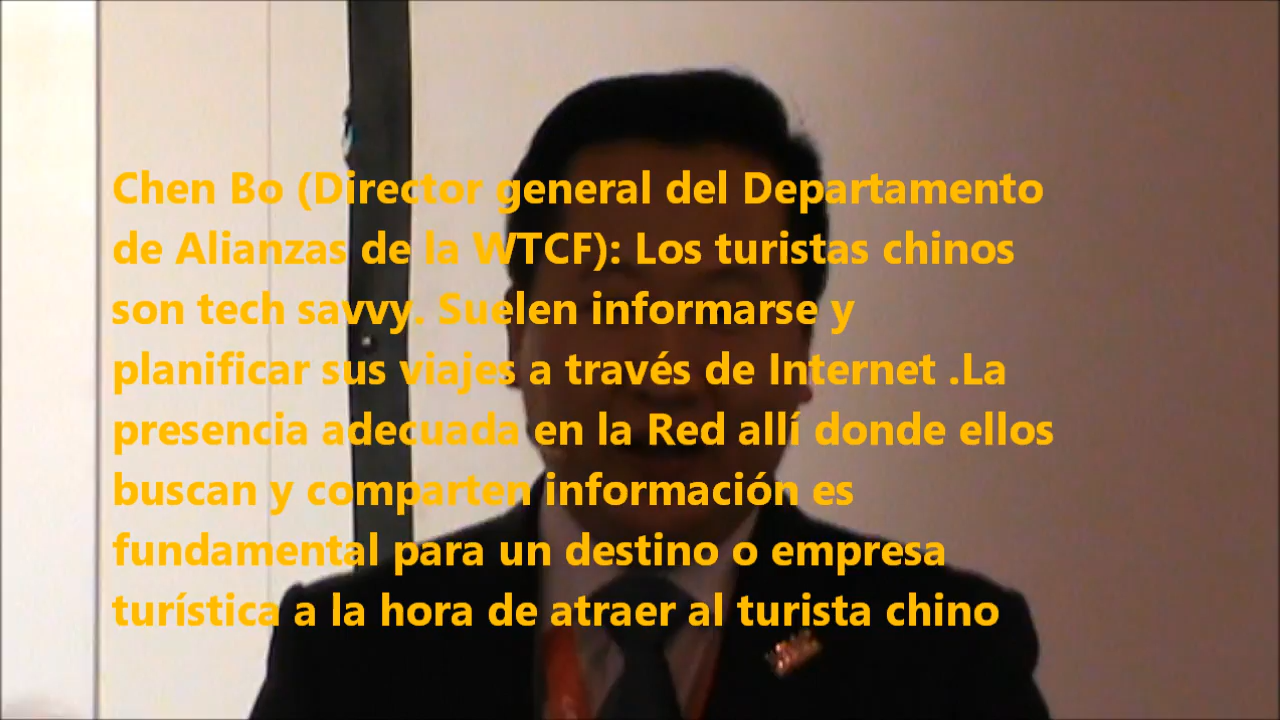 Chen Bo (Director general del Departamento
de Alianzas de la WTCF): Los turistas chinos
son tech savvy. Suelen informarse y
planificar sus viajes a través de Internet .La
presencia adecuada en la Red allí donde ellos
buscan y comparten información es
fundamental para un destino o empresa
turística a la hora de atraer al turista chino